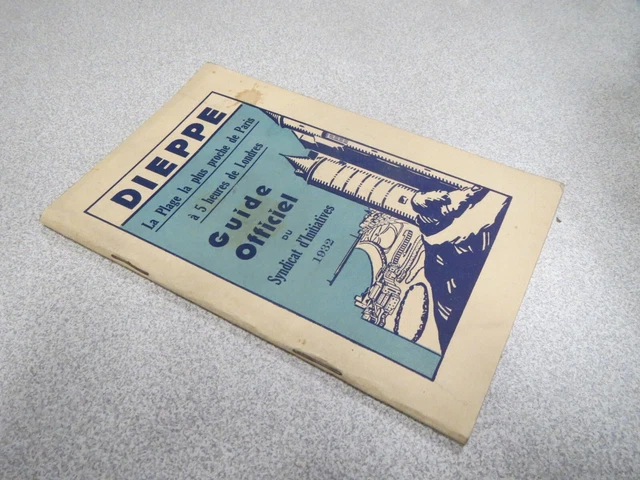 DIEPPE
La Plage la plus proche de Paris
à 5 heures de Londres
Guide
Officiel
DU
Syndicat d'Initiatives
1932